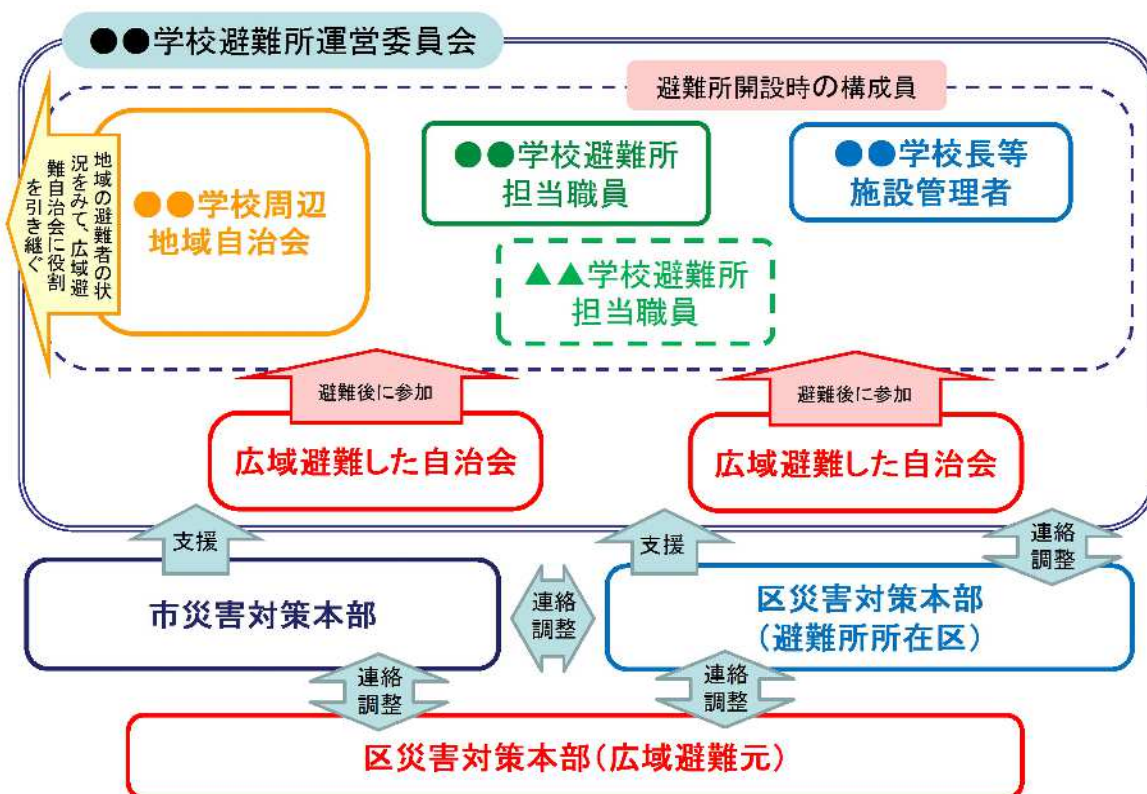 ●●学校避難所運営委員会
避難所開設時の構成員
地域の避難者の状
況をみて、広域避
難自治会に役割
を引き継ぐ
●●学校周辺
地域自治会
●●学校避難所
担当職員
●●学校長等
施設管理者
▲▲学校避難所
担当職員
避難後に参加
避難後に参加
広域避難した自治会
広域避難した自治会
支援
支援
連絡
調整
市災害対策本部
連絡
調整
区災害対策本部
(避難所所在区)
連絡
調整
連絡
調整
区災害対策本部(広域避難元)